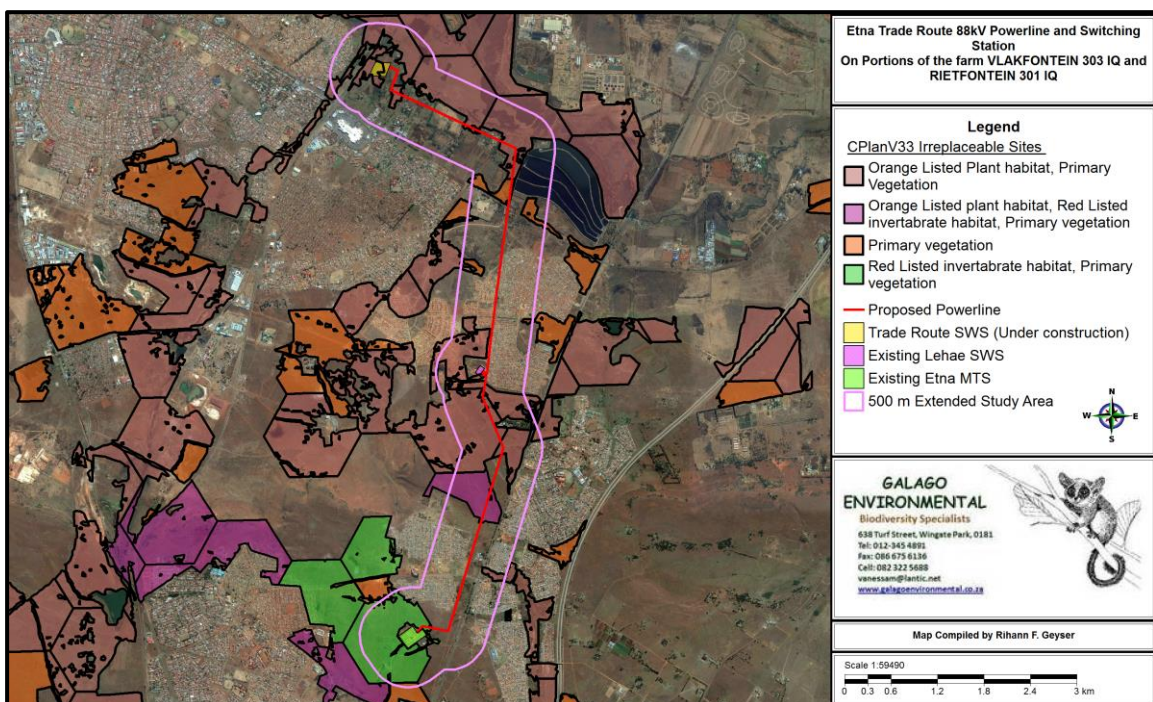 Etna Trade Route 88kV Powerline and Switching
Station
On Portions of the farm VLAKFONTEIN 303 IQ and
RIETFONTEIN 301 IQ
Legend
CPlanV33 Irreplaceable Sites
Orange Listed Plant habitat, Primary
Vegetation
Orange Listed plant habitat, Red Listed
invertabrate habitat, Primary vegetation
Primary vegetation
Red Listed invertabrate habitat, Primary
vegetation
Proposed Powerline
Trade Route SWS (Under construction)
Existing Lehae SWS
Existing Etna MTS
500 m Extended Study Area
N
W E
S
GALAGO
ENVIRONMENTAL
Biodiversity Specialists
638 Turf Street, Wingate Park, 0181
Tel: 012-345 4891
Fax: 086 675 6136
Cell: 082 322 5688
vanessam@lantic.net
www.galagoenvironmental.co.za
Map Compiled by Rihann F. Geyser
Scale 1:59490
0 0.3 0.6 1.2 1.8 2.4 3 km